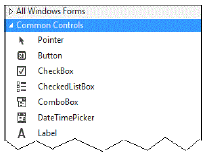 All Windows Forms
Common Controls
Pointer
Button
CheckBox
CheckedListBox
ComboBox
DateTimePicker
A Label